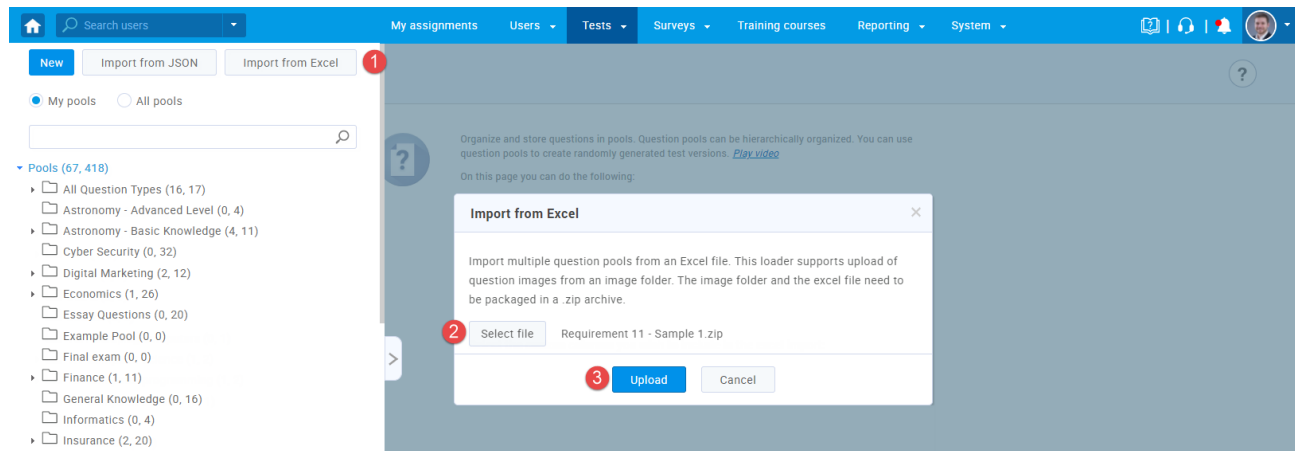 Search users
My assignments
Users
Tests
Surveys
Training courses
Reporting
System
New
Import from JSON
Import from Excel
1
My pools
All pools
?
Pools (67, 418)
All Question Types (16, 17)
Astronomy - Advanced Level (0, 4)
Astronomy - Basic Knowledge (4, 11)
Cyber Security (0, 32)
Digital Marketing (2, 12)
Economics (1, 26)
Essay Questions (0, 20)
Example Pool (0, 0)
Final exam (0, 0)
Finance (1, 11)
General Knowledge (0, 16)
Informatics (0, 4)
Insurance (2, 20)
?
Organize and store questions in pools. Question pools can be hierarchically organized. You can use
question pools to create randomly generated test versions. Play video
On this page you can do the following:
Import from Excel
Import multiple question pools from an Excel file. This loader supports upload of
question images from an image folder. The image folder and the excel file need to
be packaged in a .zip archive.
2
Select file
Requirement 11 - Sample 1.zip
3
Upload
Cancel